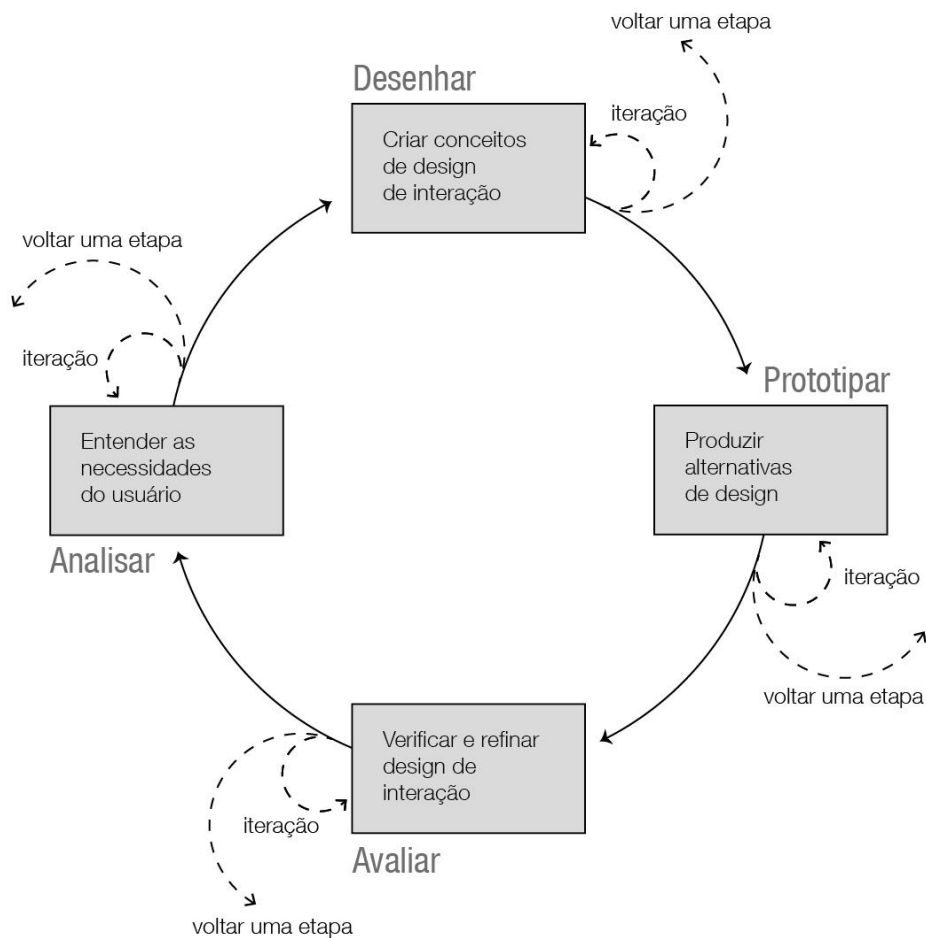 voltar uma etapa
Desenhar
iteração
Criar conceitos
de design
de interação
voltar uma etapa
iteração
Prototipar
Entender as
necessidades
do usuário
Produzir
alternativas
de design
Analisar
iteração
voltar uma etapa
Verificar e refinar
design de
interação
iteração
Avaliar
voltar uma etapa